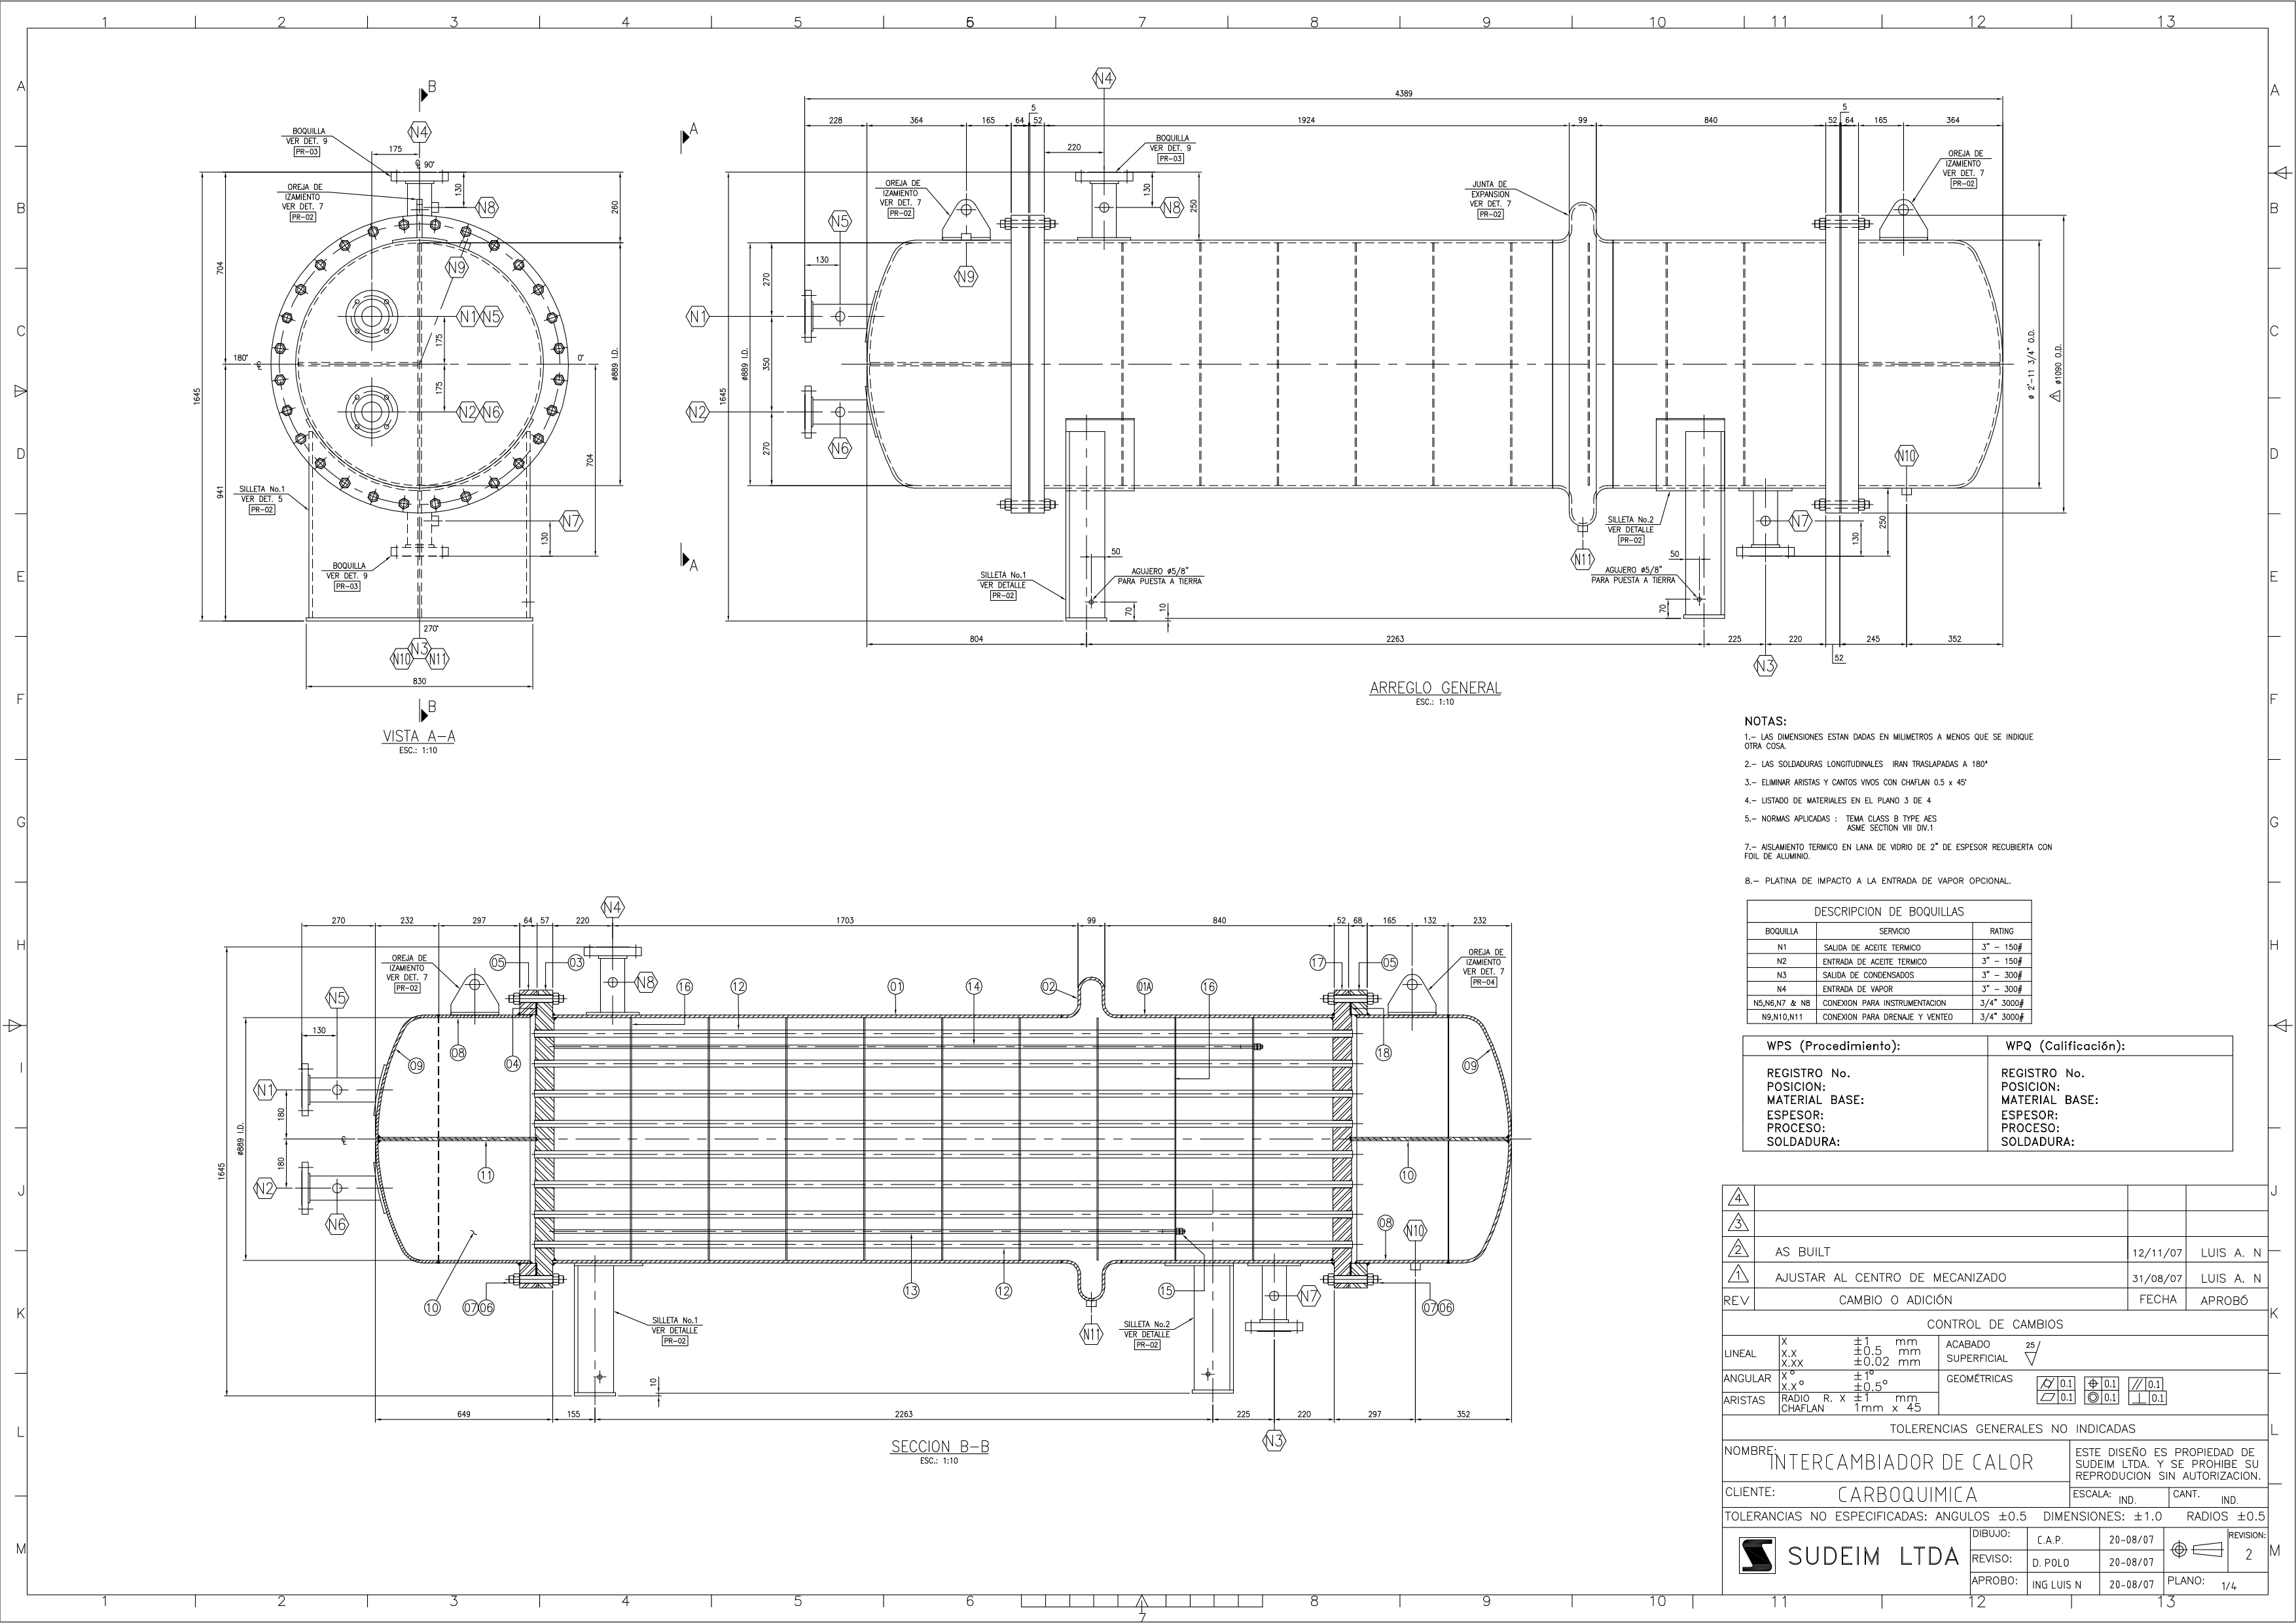 1 2 3 4 5 6 7 8 9 10 11 12 13
A
B
C
D
E
F
G
H
I
J
K
L
M
B
N4
BOQUILLA
VER DET. 9
PR-03
175
90°
OREJA DE
IZAMIENTO
VER DET. 7
PR-02
130
N8
260
N9
704
N1 N5
175
180°
0°
ø889 I.D.
1645
175
N2 N6
704
941
SILLETA No.1
VER DET. 5
PR-02
N7
130
BOQUILLA
VER DET. 9
PR-03
270°
N3
N10 N11
830
B
VISTA A-A
ESC.: 1:10
A
A
N4
4389
228 364 165 64 5 52 1924 99 840 52 5 64 165 364
220
BOQUILLA
VER DET. 9
PR-03
OREJA DE
IZAMIENTO
VER DET. 7
PR-02
130
N8
250
JUNTA DE
EXPANSION
VER DET. 7
PR-02
OREJA DE
IZAMIENTO
VER DET. 7
PR-02
N5
130
N9
270
N1
ø889 I.D.
350
1645
N2
270
N6
ø 2'-11 3/4" O.D.
1 ø1090 O.D.
N10
SILLETA No.2
VER DETALLE
PR-02
N7
130
250
N11
50
50
SILLETA No.1
VER DETALLE
PR-02
AGUJERO ø5/8"
PARA PUESTA A TIERRA
AGUJERO ø5/8"
PARA PUESTA A TIERRA
70
10
70
804 2263 225 220 245 352
52
N3
ARREGLO GENERAL
ESC.: 1:10
NOTAS:
1.- LAS DIMENSIONES ESTAN DADAS EN MILIMETROS A MENOS QUE SE INDIQUE
OTRA COSA.
2.- LAS SOLDADURAS LONGITUDINALES IRAN TRASLAPADAS A 180°
3.- ELIMINAR ARISTAS Y CANTOS VIVOS CON CHAFLAN 0.5 x 45°
4.- LISTADO DE MATERIALES EN EL PLANO 3 DE 4
5.- NORMAS APLICADAS : TEMA CLASS B TYPE AES
ASME SECTION VIII DIV.1
7.- AISLAMIENTO TERMICO EN LANA DE VIDRIO DE 2" DE ESPESOR RECUBIERTA CON
FOIL DE ALUMINIO.
8.- PLATINA DE IMPACTO A LA ENTRADA DE VAPOR OPCIONAL.
DESCRIPCION DE BOQUILLAS
BOQUILLA SERVICIO RATING
N1 SALIDA DE ACEITE TERMICO 3" - 150#
N2 ENTRADA DE ACEITE TERMICO 3" - 150#
N3 SALIDA DE CONDENSADOS 3" - 300#
N4 ENTRADA DE VAPOR 3" - 300#
N5,N6,N7 & N8 CONEXION PARA INSTRUMENTACION 3/4" 3000#
N9,N10,N11 CONEXION PARA DRENAJE Y VENTEO 3/4" 3000#
WPS (Procedimiento): WPQ (Calificación):
REGISTRO No. REGISTRO No.
POSICION: POSICION:
MATERIAL BASE: MATERIAL BASE:
ESPESOR: ESPESOR:
PROCESO: PROCESO:
SOLDADURA: SOLDADURA:
N4
270 232 297 64 57 220 1703 99 840 52 68 165 132 232
OREJA DE
IZAMIENTO
VER DET. 7
PR-02
05 03
N8
16 12 01 14 02 01A 16 17 05
OREJA DE
IZAMIENTO
VER DET. 7
PR-04
N5
130
08
09
04
18
09
N1
180
ø889 I.D.
1645
180
11
10
N2
N6
08
N10
10
07 06
13
12
15
N7
07 06
SILLETA No.1
VER DETALLE
PR-02
N11
SILLETA No.2
VER DETALLE
PR-02
10
649 155 2263 225 220 297 352
N3
SECCION B-B
ESC.: 1:10
4
3
2 AS BUILT 12/11/07 LUIS A. N
1 AJUSTAR AL CENTRO DE MECANIZADO 31/08/07 LUIS A. N
REV CAMBIO O ADICIÓN FECHA APROBÓ
CONTROL DE CAMBIOS
LINEAL X ±1 mm
X.X ±0.5 mm
X.XX ±0.02 mm
ACABADO
SUPERFICIAL
25/
ANGULAR X° ±1°
X.X° ±0.5°
GEOMÉTRICAS
0.1 0.1 0.1
0.1 0.1 0.1
ARISTAS RADIO R. X ±1 mm
CHAFLAN 1mm x 45
TOLERENCIAS GENERALES NO INDICADAS
NOMBRE: INTERCAMBIADOR DE CALOR
ESTE DISEÑO ES PROPIEDAD DE
SUDEIM LTDA. Y SE PROHIBE SU
REPRODUCION SIN AUTORIZACION.
CLIENTE: CARBOQUIMICA
ESCALA: IND. CANT. IND.
TOLERANCIAS NO ESPECIFICADAS: ANGULOS ±0.5 DIMENSIONES: ±1.0 RADIOS ±0.5
SUDEIM LTDA
DIBUJO: C.A.P. 20-08/07
REVISO: D. POLO 20-08/07
APROBO: ING LUIS N 20-08/07
REVISION:
2
PLANO: 1/4
1 2 3 4 5 6 7 8 9 10 11 12 13